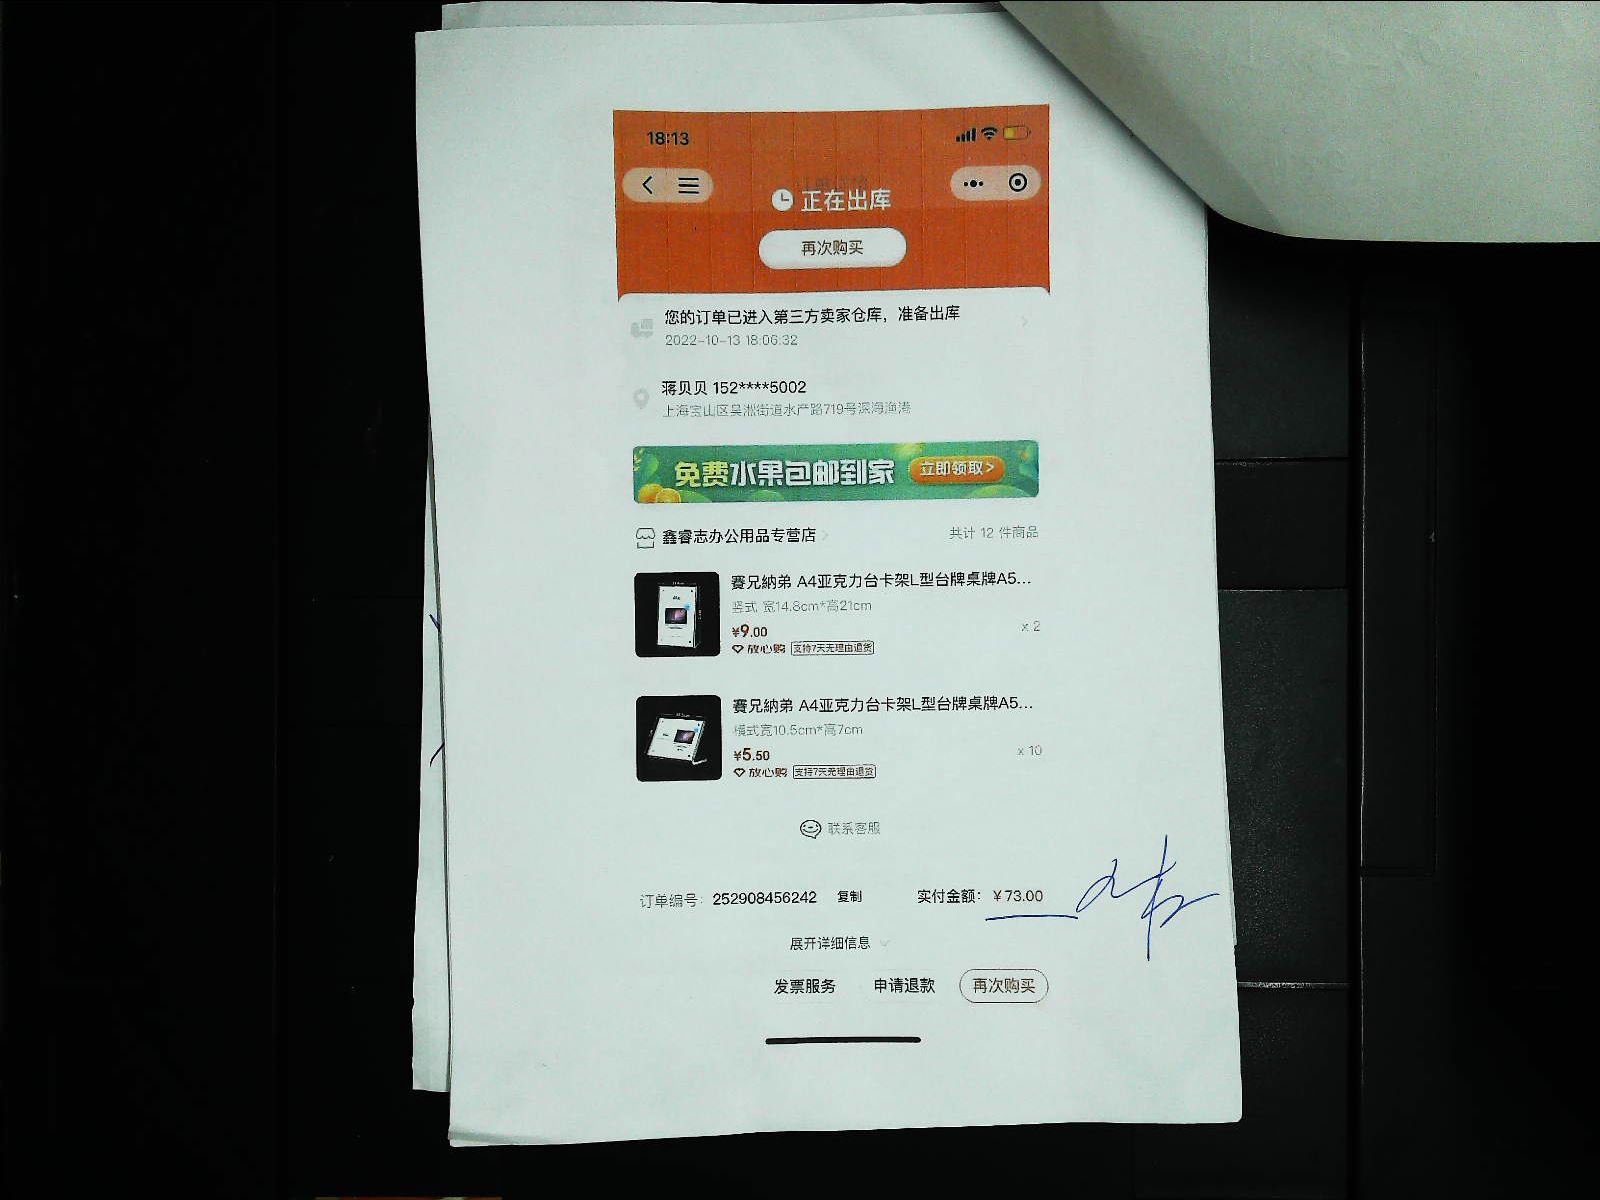 18:13
正在出库
再次购买
您的订单已进入第三方卖家仓库，准备出库
2022-10-13 18:06:32
蒋贝贝 152****5002
上海宝山区吴淞街道水产路719号深海渔港
免费水果包邮到家 立即领取>
鑫睿志办公用品专营店 共计 12 件商品
赛兄納弟 A4亚克力台卡架L型台牌桌牌A5...
竖式 宽14.8cm*高21cm
¥9.00 x 2
放心购 支持7天无理由退货
赛兄納弟 A4亚克力台卡架L型台牌桌牌A5...
横式宽10.5cm*高7cm
¥5.50 x 10
放心购 支持7天无理由退货
联系客服
订单编号: 252908456242 复制 实付金额: ¥73.00
展开详细信息
发票服务 申请退款 再次购买